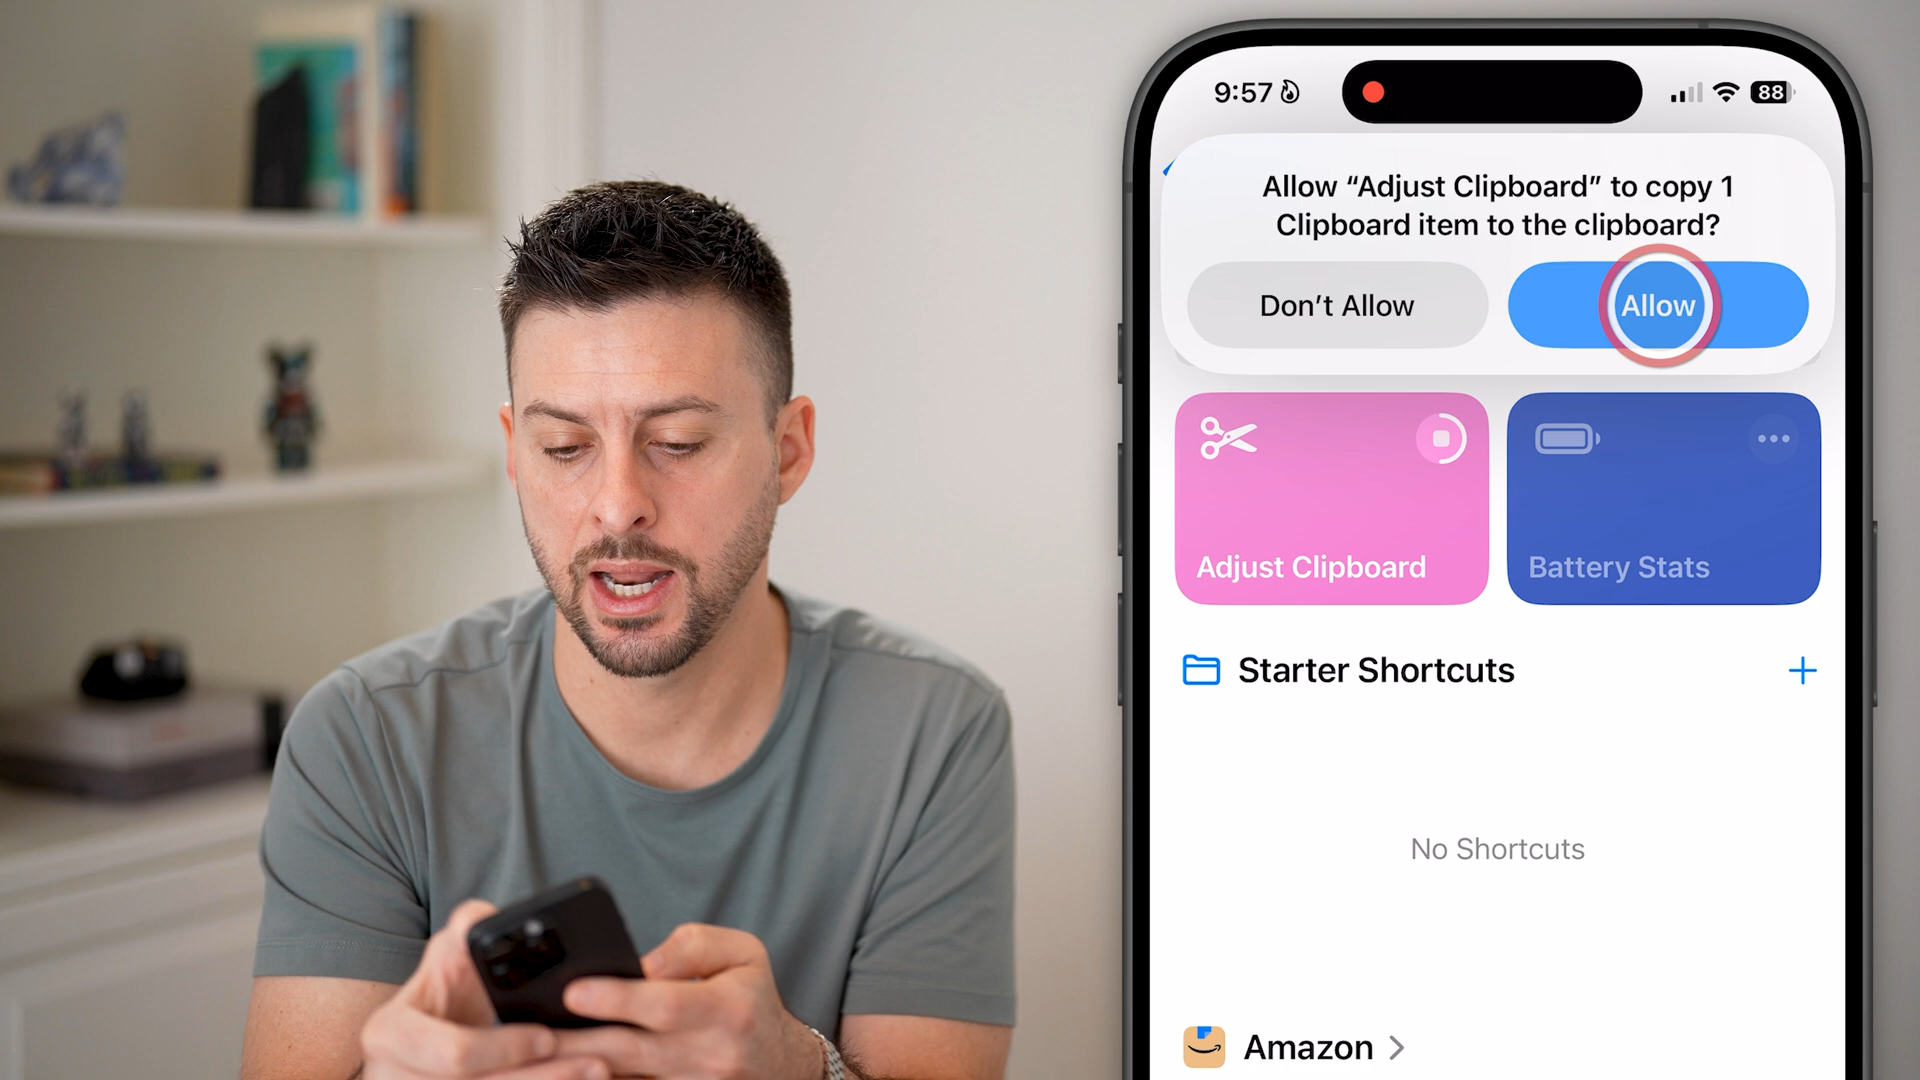 9:57
88
Allow “Adjust Clipboard” to copy 1
Clipboard item to the clipboard?
Don’t Allow
Allow
Adjust Clipboard
Battery Stats
Starter Shortcuts
No Shortcuts
Amazon